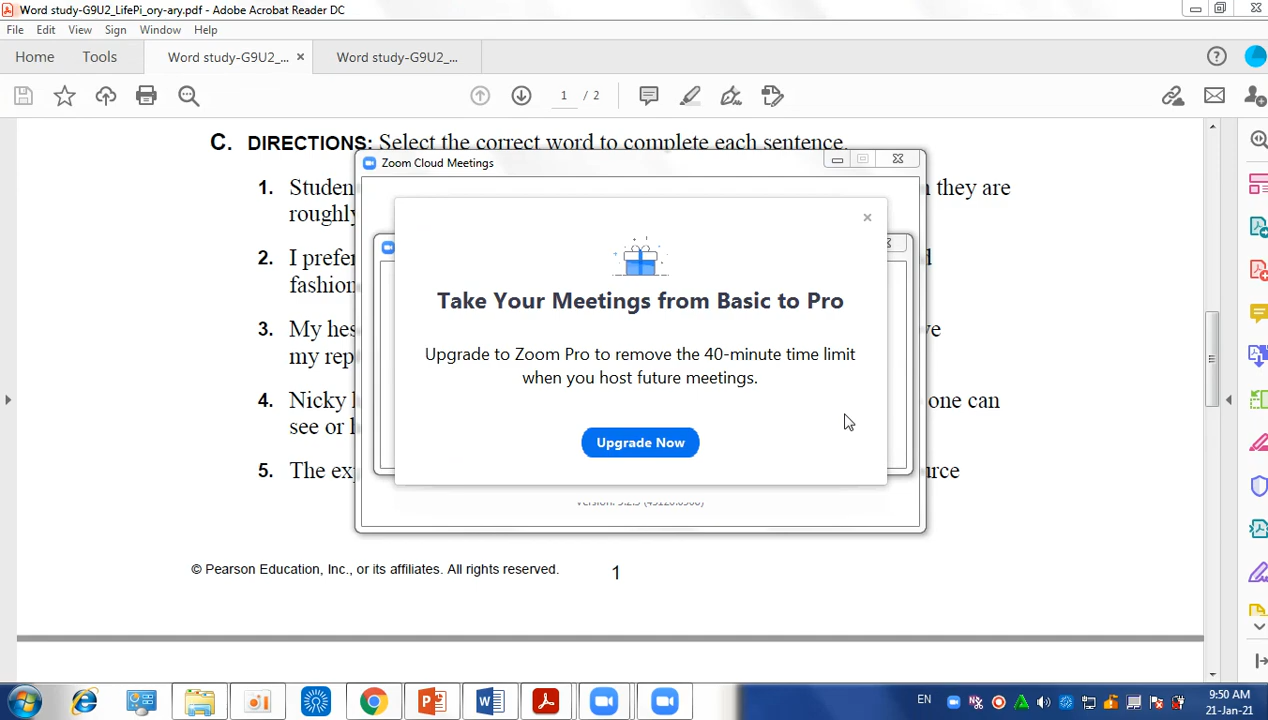 Word study-G9U2_LifePi_ory-ary.pdf - Adobe Acrobat Reader DC
File Edit View Sign Window Help
Home Tools Word study-G9U2_... × Word study-G9U2_...
1 / 2
C. DIRECTIONS: Select the correct word to complete each sentence.
Zoom Cloud Meetings
1. they are
roughly
2. I prefer
fashion
3. My
my
4. Nicky one can
see or
5. The
Take Your Meetings from Basic to Pro
Upgrade to Zoom Pro to remove the 40-minute time limit
when you host future meetings.
Upgrade Now
© Pearson Education, Inc., or its affiliates. All rights reserved. 1
EN
9:50 AM
21-Jan-21